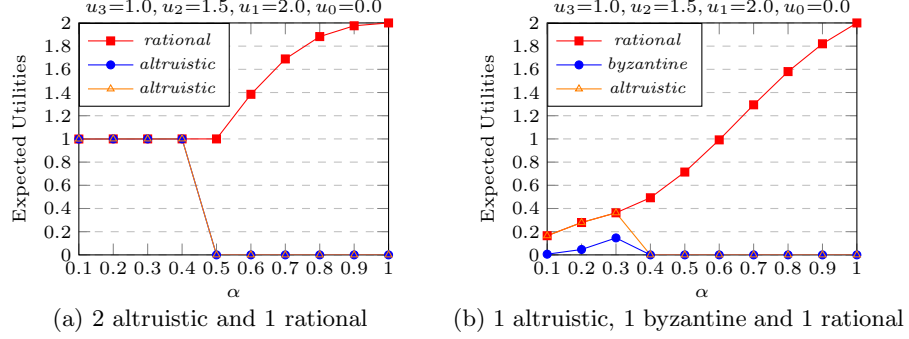 u₃=1.0, u₂=1.5, u₁=2.0, u₀=0.0
2
1.8
1.6
1.4
1.2
1
0.8
0.6
0.4
0.2
0
Expected Utilities
rational
altruistic
altruistic
0.1 0.2 0.3 0.4 0.5 0.6 0.7 0.8 0.9 1
α
(a) 2 altruistic and 1 rational
u₃=1.0, u₂=1.5, u₁=2.0, u₀=0.0
2
1.8
1.6
1.4
1.2
1
0.8
0.6
0.4
0.2
0
Expected Utilities
rational
byzantine
altruistic
0.1 0.2 0.3 0.4 0.5 0.6 0.7 0.8 0.9 1
α
(b) 1 altruistic, 1 byzantine and 1 rational